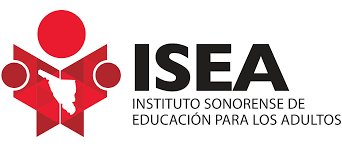 ISEA
INSTITUTO SONORENSE DE
EDUCACIÓN PARA LOS ADULTOS